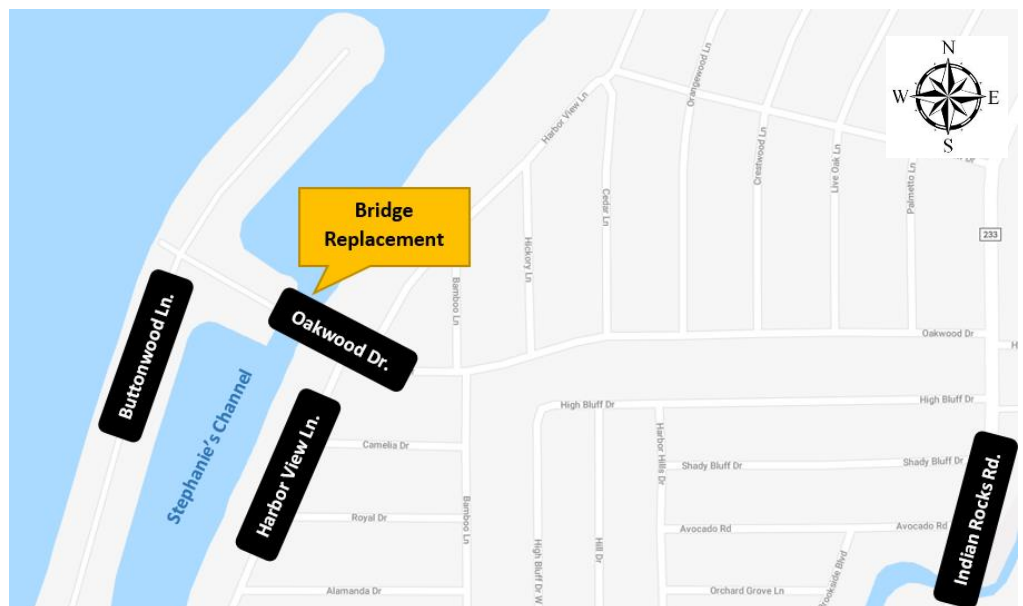 N
W
E
S
Orangewood Ln
Harbor View Ln
Crestwood Ln
Live Oak Ln
Palmetto Ln
Cedar Ln
Hickory Ln
Bamboo Ln
233
Bridge
Replacement
Buttonwood Ln.
Oakwood Dr.
Oakwood Dr
Stephanie's Channel
Harbor View Ln.
High Bluff Dr
High Bluff Dr
Camelia Dr
Harbor Hills Dr
Shady Bluff Dr
Shady Bluff Dr
Indian Rocks Rd.
Royal Dr
Bamboo Ln
Avocado Rd
Avocado Rd
High Bluff Dr W
Hill Dr
Alamanda Dr
Orchard Grove Ln